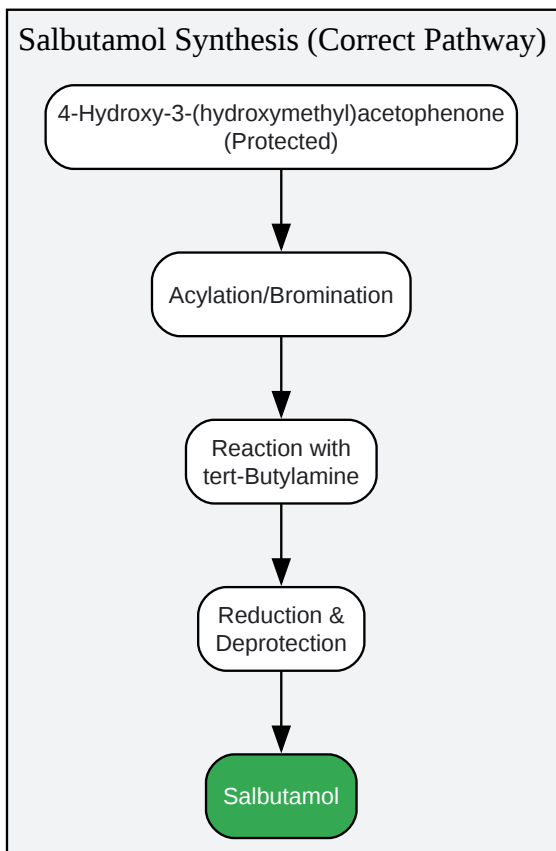 Salbutamol Synthesis (Correct Pathway)
4-Hydroxy-3-(hydroxymethyl)acetophenone
(Protected)
Acylation/Bromination
Reaction with
tert-Butylamine
Reduction &
Deprotection
Salbutamol